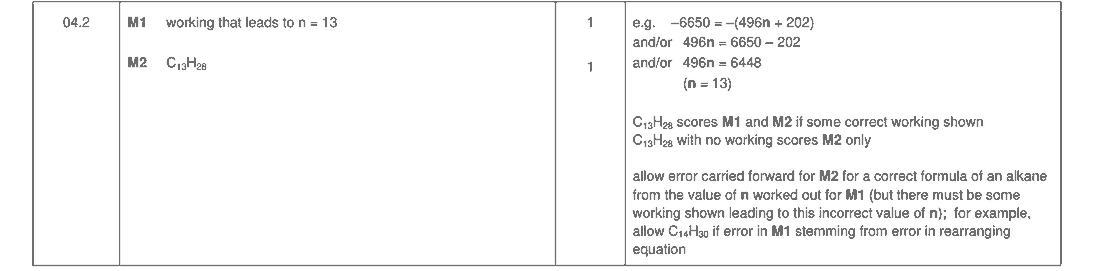 04.2
M1 working that leads to n = 13
1
M2 C₁₃H₂₈
1
e.g. −6650 = −(496n + 202)
and/or 496n = 6650 − 202
and/or 496n = 6448
(n = 13)
C₁₃H₂₈ scores M1 and M2 if some correct working shown
C₁₃H₂₈ with no working scores M2 only
allow error carried forward for M2 for a correct formula of an alkane
from the value of n worked out for M1 (but there must be some
working shown leading to this incorrect value of n); for example,
allow C₁₄H₃₀ if error in M1 stemming from error in rearranging
equation